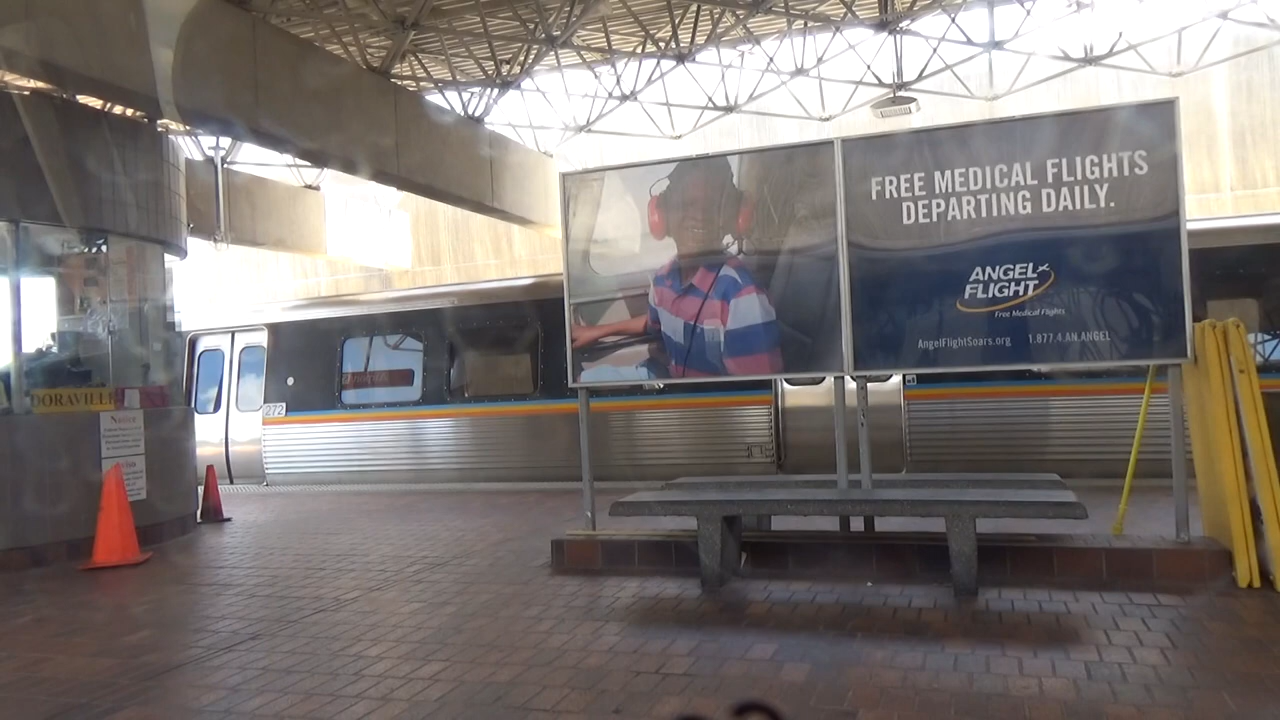 FREE MEDICAL FLIGHTS
DEPARTING DAILY.
ANGEL
FLIGHT
Free Medical Flights
AngelFlightSoars.org 1.877.4.AN.ANGEL
272
DORAVILLE
Notice